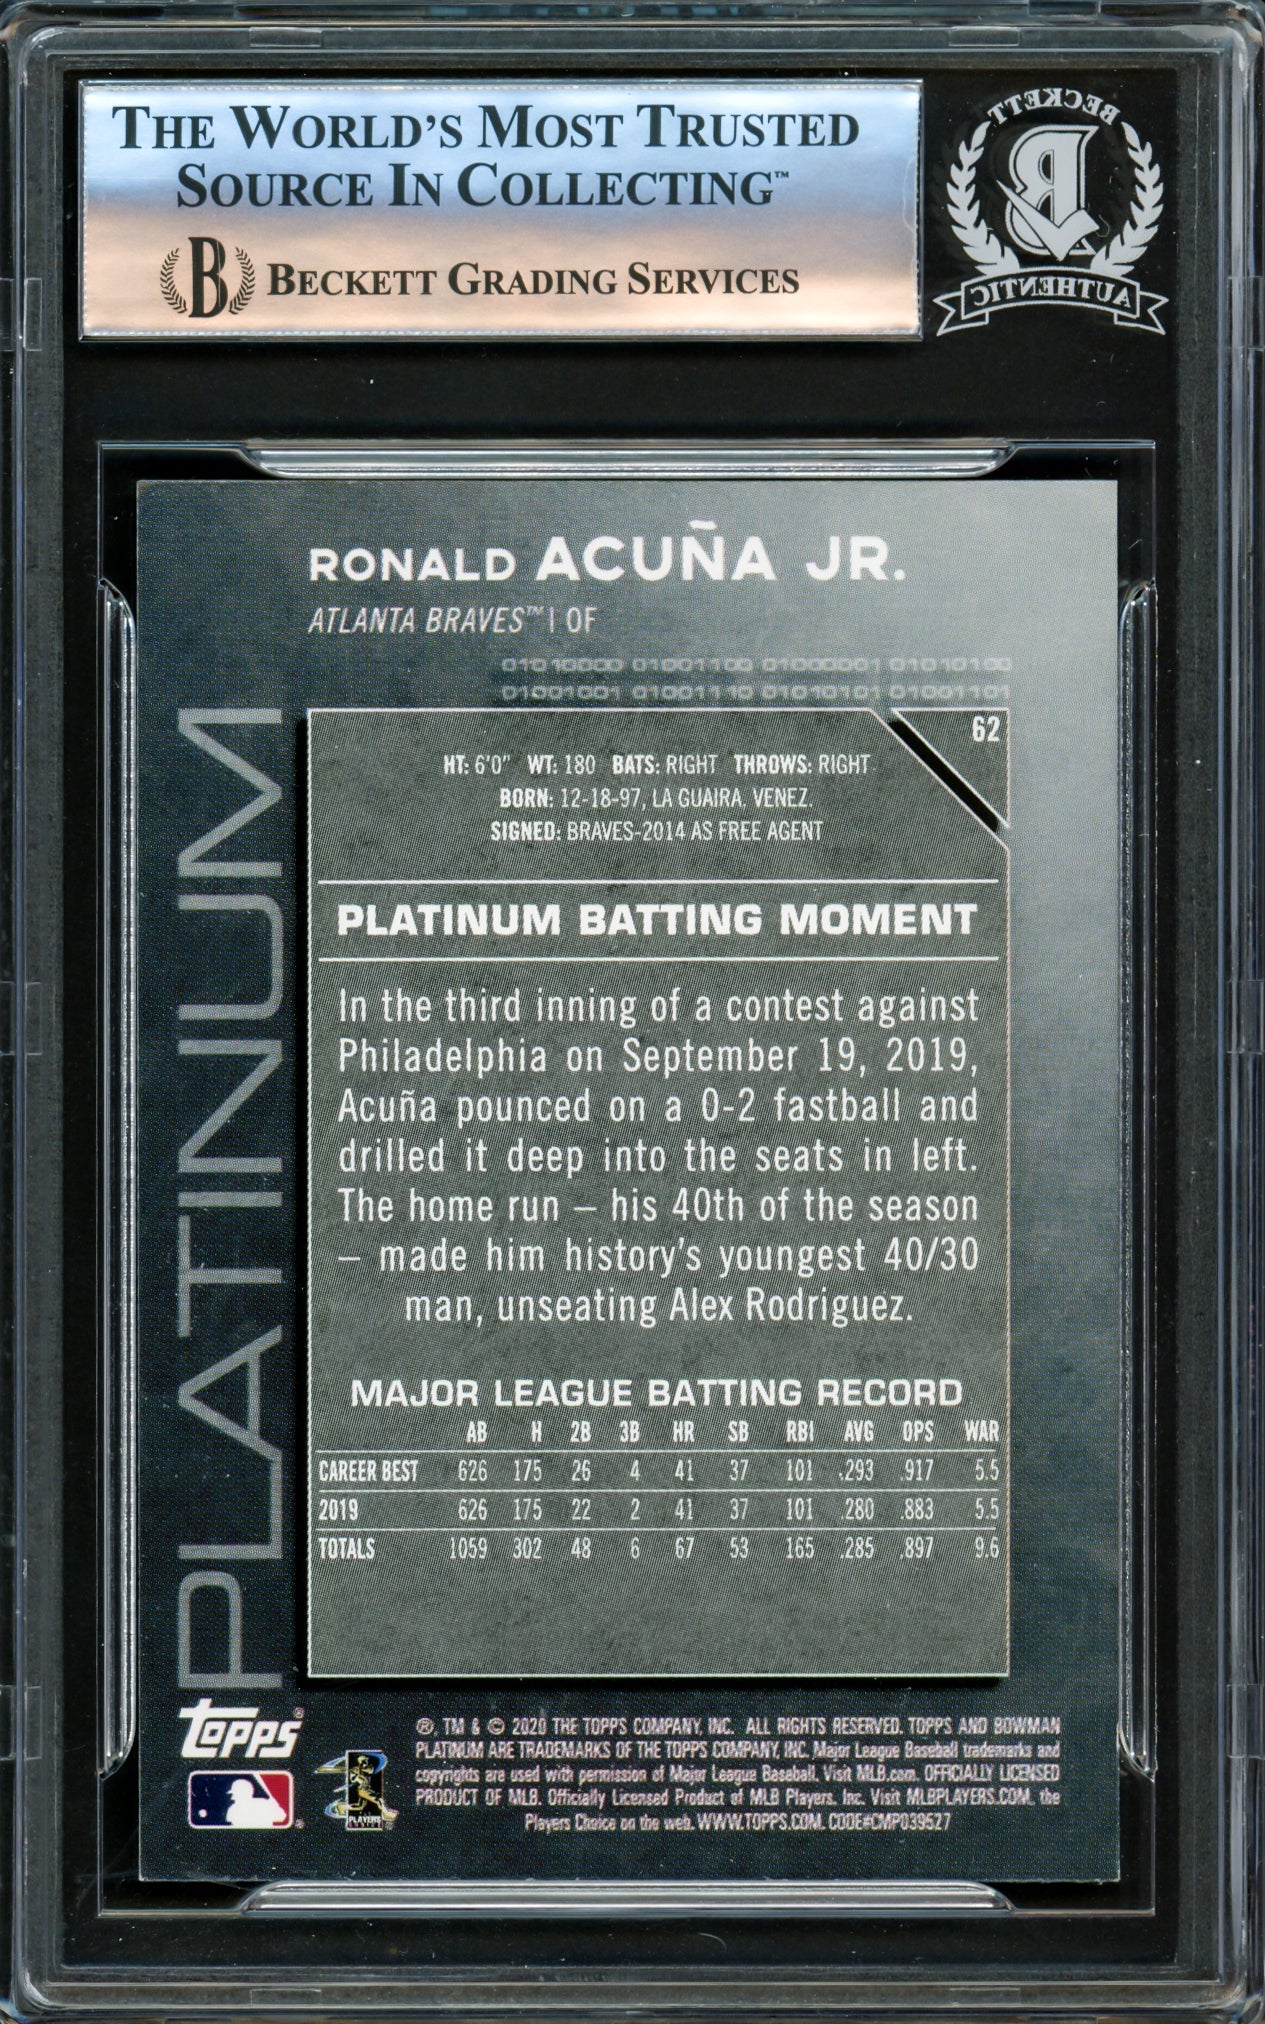 THE WORLD'S MOST TRUSTED
SOURCE IN COLLECTING™
B BECKETT GRADING SERVICES
BECKETT
B
AUTHENTIC
RONALD ACUÑA JR.
ATLANTA BRAVES™ | OF
01010000 01001100 01000001 01010100
01001001 01001110 01010101 01001101
62
HT: 6'0" WT: 180 BATS: RIGHT THROWS: RIGHT
BORN: 12-18-97, LA GUAIRA, VENEZ.
SIGNED: BRAVES-2014 AS FREE AGENT
PLATINUM
PLATINUM BATTING MOMENT
In the third inning of a contest against
Philadelphia on September 19, 2019,
Acuña pounced on a 0-2 fastball and
drilled it deep into the seats in left.
The home run – his 40th of the season
– made him history's youngest 40/30
man, unseating Alex Rodriguez.
MAJOR LEAGUE BATTING RECORD
AB H 2B 3B HR SB RBI AVG OPS WAR
CAREER BEST 626 175 26 4 41 37 101 .293 .917 5.5
2019 626 175 22 2 41 37 101 .280 .883 5.5
TOTALS 1059 302 48 6 67 53 165 .285 .897 9.6
Topps®
PLAYERS
®, TM & © 2020 THE TOPPS COMPANY, INC. ALL RIGHTS RESERVED. TOPPS AND BOWMAN
PLATINUM ARE TRADEMARKS OF THE TOPPS COMPANY, INC. Major League Baseball trademarks and
copyrights are used with permission of Major League Baseball. Visit MLB.com. OFFICIALLY LICENSED
PRODUCT OF MLB. Officially Licensed Product of MLB Players, Inc. Visit MLBPLAYERS.COM, the
Players Choice on the web. WWW.TOPPS.COM. CODE#CMP039527